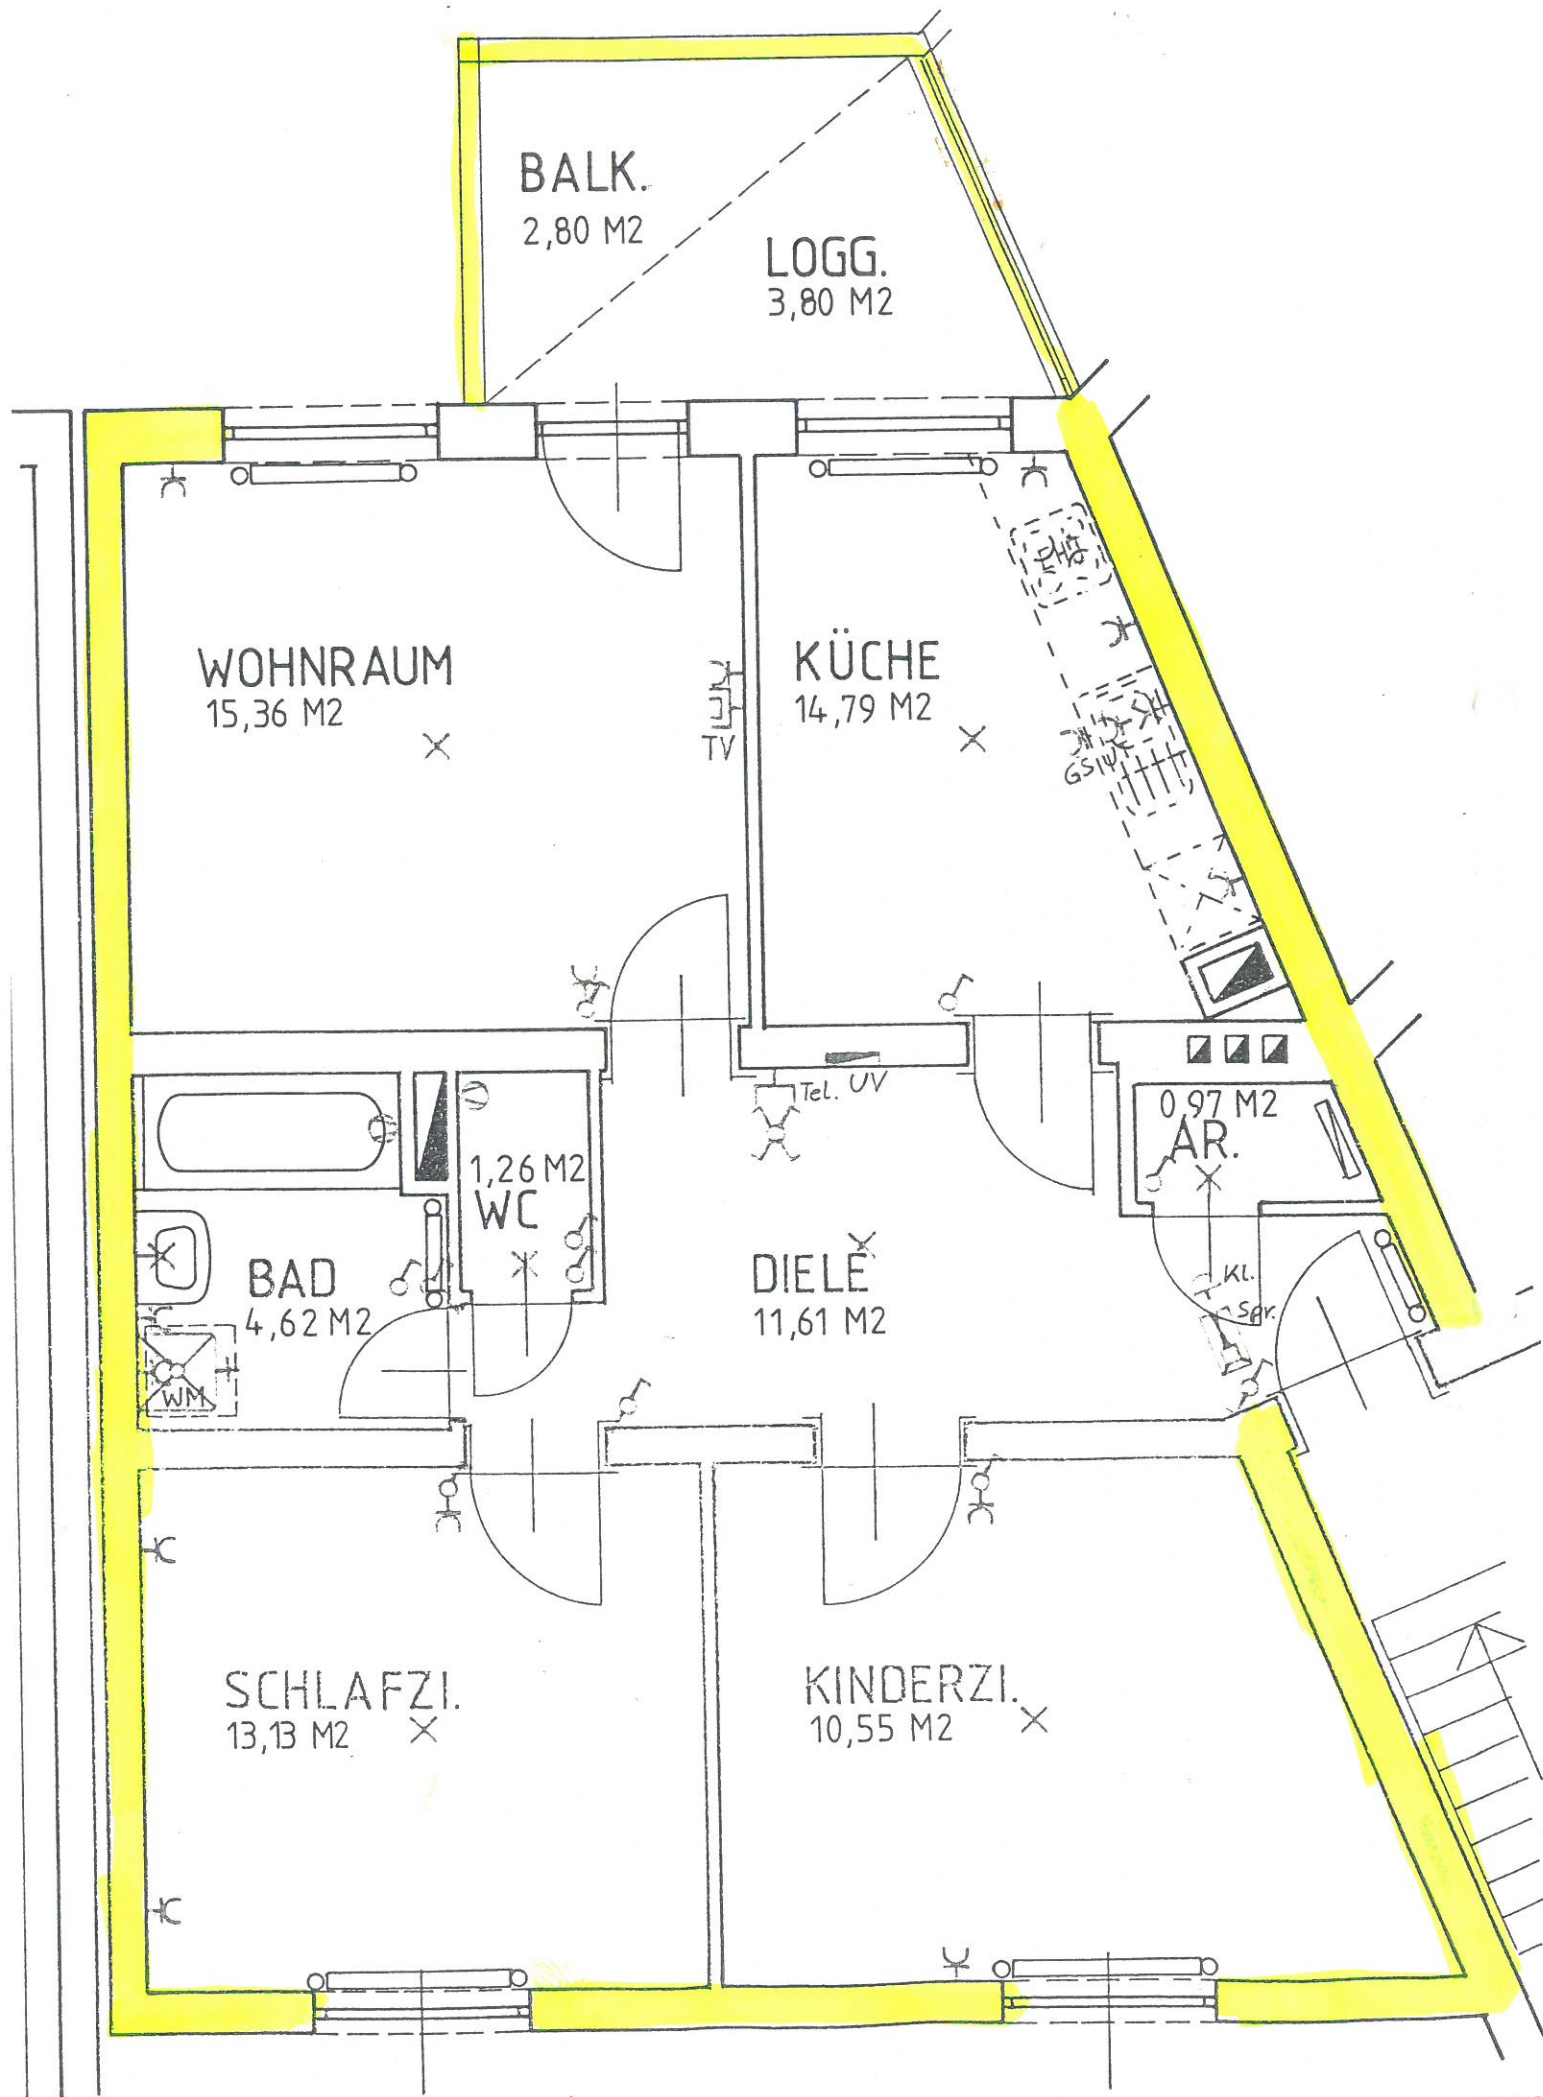 BALK.
2,80 M2
LOGG.
3,80 M2
WOHNRAUM
15,36 M2
TV
KÜCHE
14,79 M2
Tel. UV
0,97 M2
AR.
1,26 M2
WC
BAD
4,62 M2
WM
DIELE
11,61 M2
Kl.
Spr.
SCHLAFZI.
13,13 M2
KINDERZI.
10,55 M2